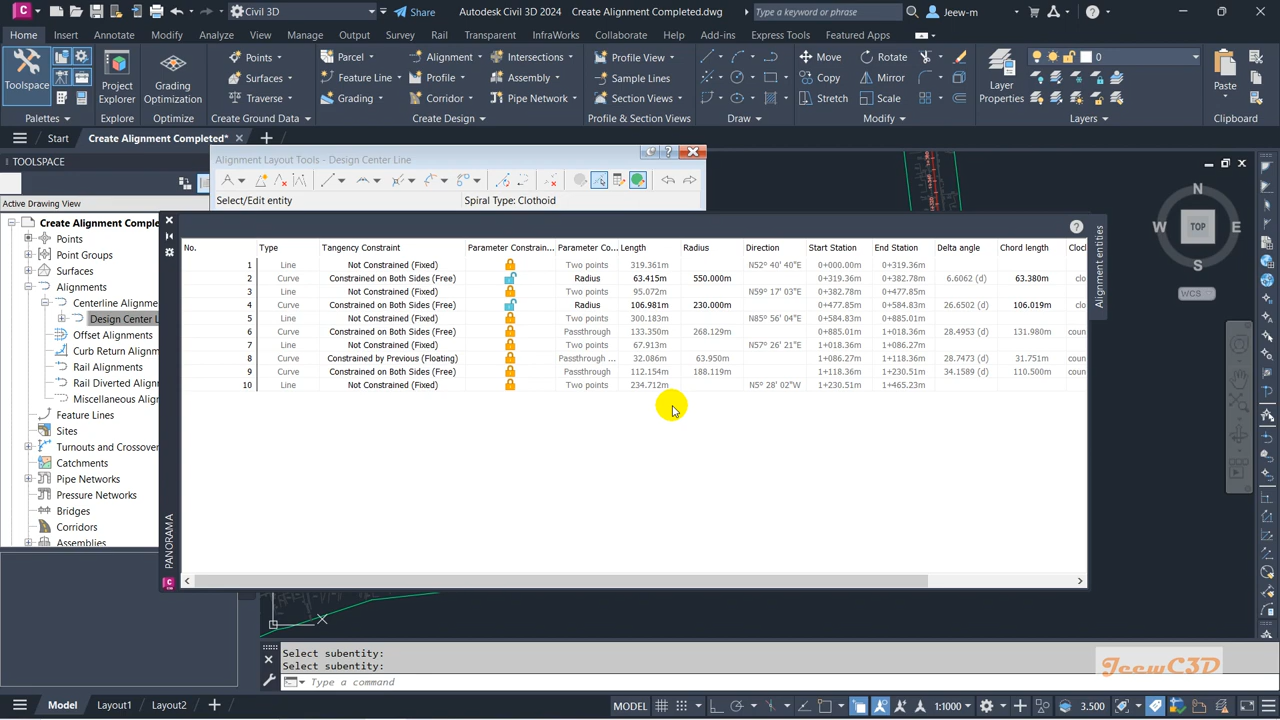 Civil 3D
Share
Autodesk Civil 3D 2024 Create Alignment Completed.dwg
Type a keyword or phrase
Jeew-m
Home Insert Annotate Modify Analyze View Manage Output Survey Rail Transparent InfraWorks Collaborate Help Add-ins Express Tools Featured Apps
Toolspace
Palettes
Project Explorer
Explore
Grading Optimization
Optimize
Points
Surfaces
Traverse
Create Ground Data
Parcel
Feature Line
Grading
Alignment
Profile
Corridor
Intersections
Assembly
Pipe Network
Create Design
Profile View
Sample Lines
Section Views
Profile & Section Views
Draw
Move
Copy
Stretch
Rotate
Mirror
Scale
Modify
Layer Properties
0
Layers
Paste
Clipboard
Start Create Alignment Completed*
TOOLSPACE
Active Drawing View
Create Alignment Comple
Points
Point Groups
Surfaces
Alignments
Centerline Alignme
Design Center L
Offset Alignments
Curb Return Alignm
Rail Alignments
Rail Diverted Alignm
Miscellaneous Align
Feature Lines
Sites
Turnouts and Crossove
Catchments
Pipe Networks
Pressure Networks
Bridges
Corridors
Assemblies
Alignment Layout Tools - Design Center Line
Select/Edit entity Spiral Type: Clothoid
PANORAMA
Alignment entities
No. Type Tangency Constraint Parameter Constrain... Parameter Co... Length Radius Direction Start Station End Station Delta angle Chord length Clocl
1 Line Not Constrained (Fixed) Two points 319.361m N52° 40' 40"E 0+000.00m 0+319.36m
2 Curve Constrained on Both Sides (Free) Radius 63.415m 550.000m 0+319.36m 0+382.78m 6.6062 (d) 63.380m clo
3 Line Not Constrained (Fixed) Two points 95.072m N59° 17' 03"E 0+382.78m 0+477.85m
4 Curve Constrained on Both Sides (Free) Radius 106.981m 230.000m 0+477.85m 0+584.83m 26.6502 (d) 106.019m clo
5 Line Not Constrained (Fixed) Two points 300.183m N85° 56' 04"E 0+584.83m 0+885.01m
6 Curve Constrained on Both Sides (Free) Passthrough 133.350m 268.129m 0+885.01m 1+018.36m 28.4953 (d) 131.980m coun
7 Line Not Constrained (Fixed) Two points 67.913m N57° 26' 21"E 1+018.36m 1+086.27m
8 Curve Constrained by Previous (Floating) Passthrough ... 32.086m 63.950m 1+086.27m 1+118.36m 28.7473 (d) 31.751m coun
9 Curve Constrained on Both Sides (Free) Passthrough 112.154m 188.119m 1+118.36m 1+230.51m 34.1589 (d) 110.500m coun
10 Line Not Constrained (Fixed) Two points 234.712m N5° 28' 02"W 1+230.51m 1+465.23m
N
W TOP E
S
WCS
X
Select subentity:
Select subentity:
Type a command
JeewC3D
Model Layout1 Layout2
MODEL 1:1000 3.500